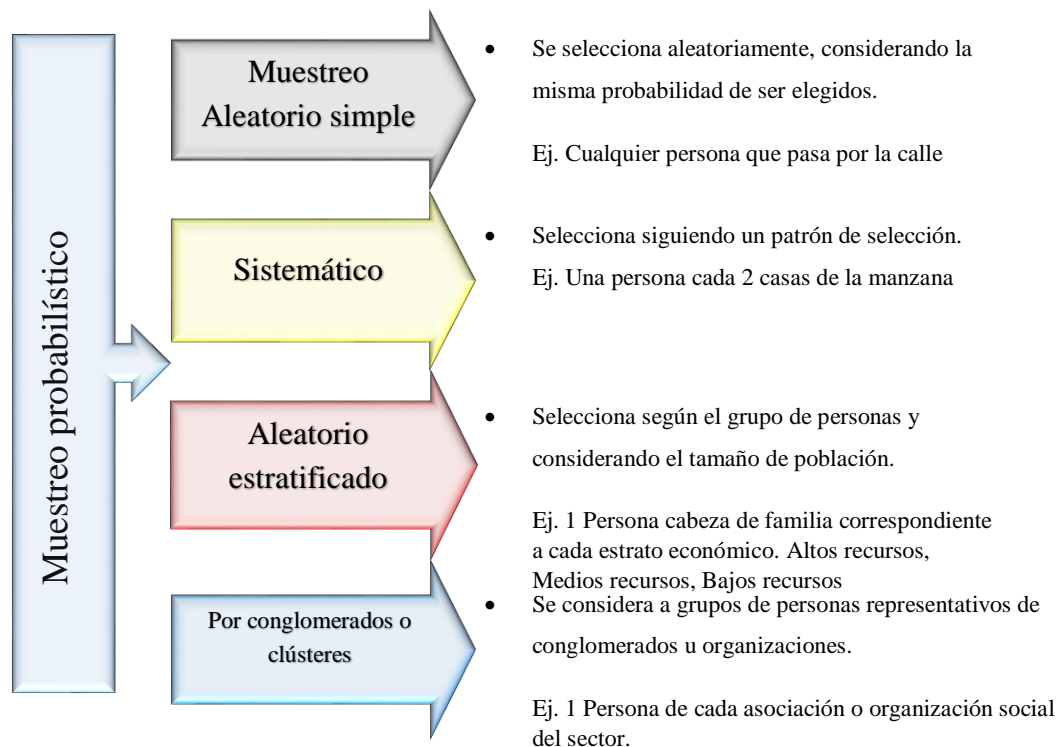 Muestreo probabilístico
Muestreo
Aleatorio simple
• Se selecciona aleatoriamente, considerando la
misma probabilidad de ser elegidos.
Ej. Cualquier persona que pasa por la calle
Sistemático
• Selecciona siguiendo un patrón de selección.
Ej. Una persona cada 2 casas de la manzana
Aleatorio
estratificado
• Selecciona según el grupo de personas y
considerando el tamaño de población.
Ej. 1 Persona cabeza de familia correspondiente
a cada estrato económico. Altos recursos,
Medios recursos, Bajos recursos
Por conglomerados o
clústeres
• Se considera a grupos de personas representativos de
conglomerados u organizaciones.
Ej. 1 Persona de cada asociación o organización social
del sector.